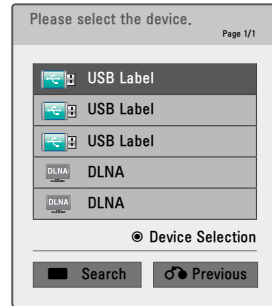 Please select the device.
Page 1/1
USB Label
USB Label
USB Label
DLNA DLNA
DLNA DLNA
Device Selection
Search Previous